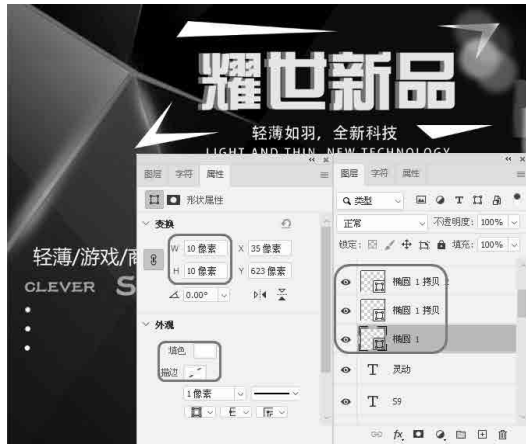 耀世新品
轻薄如羽，全新科技
LIGHT AND THIN, NEW TECHNOLOGY
轻薄/游戏/商
CLEVER S
图层 字符 属性
形状属性
变换
W 10 像素 X 35 像素
H 10 像素 Y 623 像素
0.00°
外观
填色
描边
1 像素
图层 字符 属性
类型
正常 不透明度: 100%
锁定: 填充: 100%
椭圆 1 拷贝 2
椭圆 1 拷贝
椭圆 1
T 灵动
T S9
fx